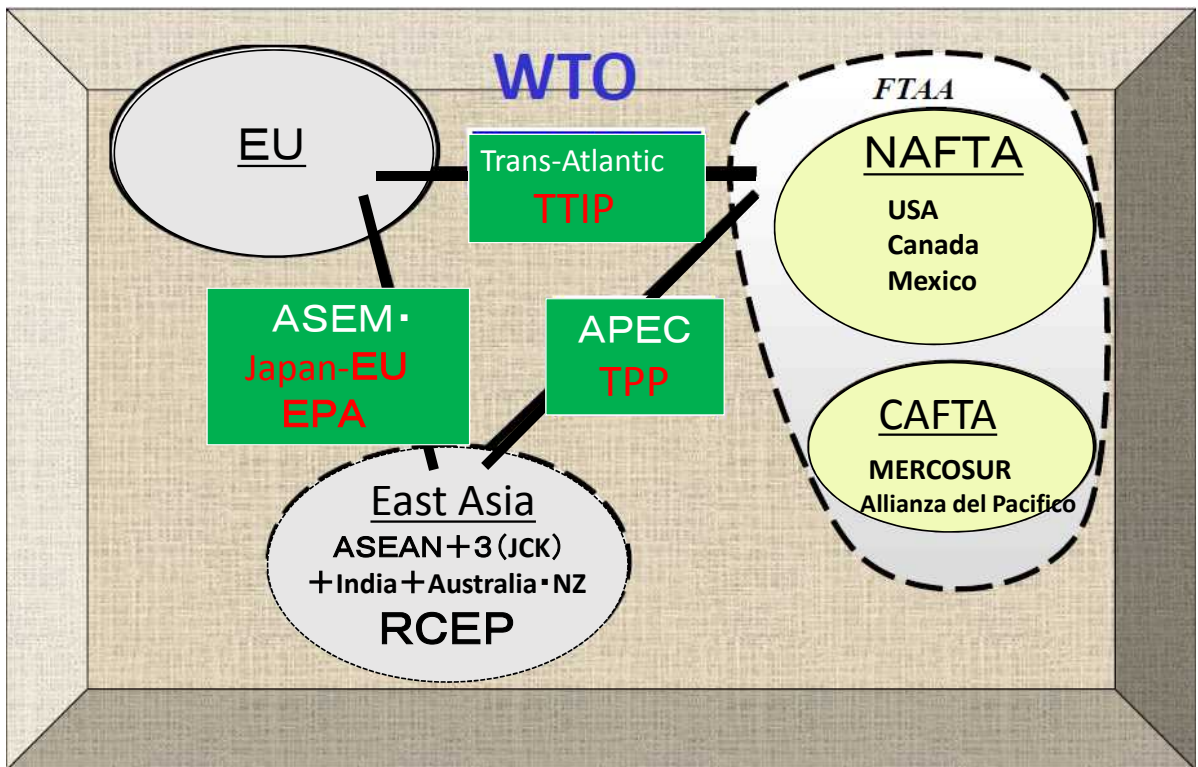 WTO
EU
Trans-Atlantic
TTIP
FTAA
NAFTA
USA
Canada
Mexico
ASEM・
Japan-EU
EPA
APEC
TPP
CAFTA
MERCOSUR
Allianza del Pacifico
East Asia
ASEAN＋3(JCK)
＋India＋Australia・NZ
RCEP